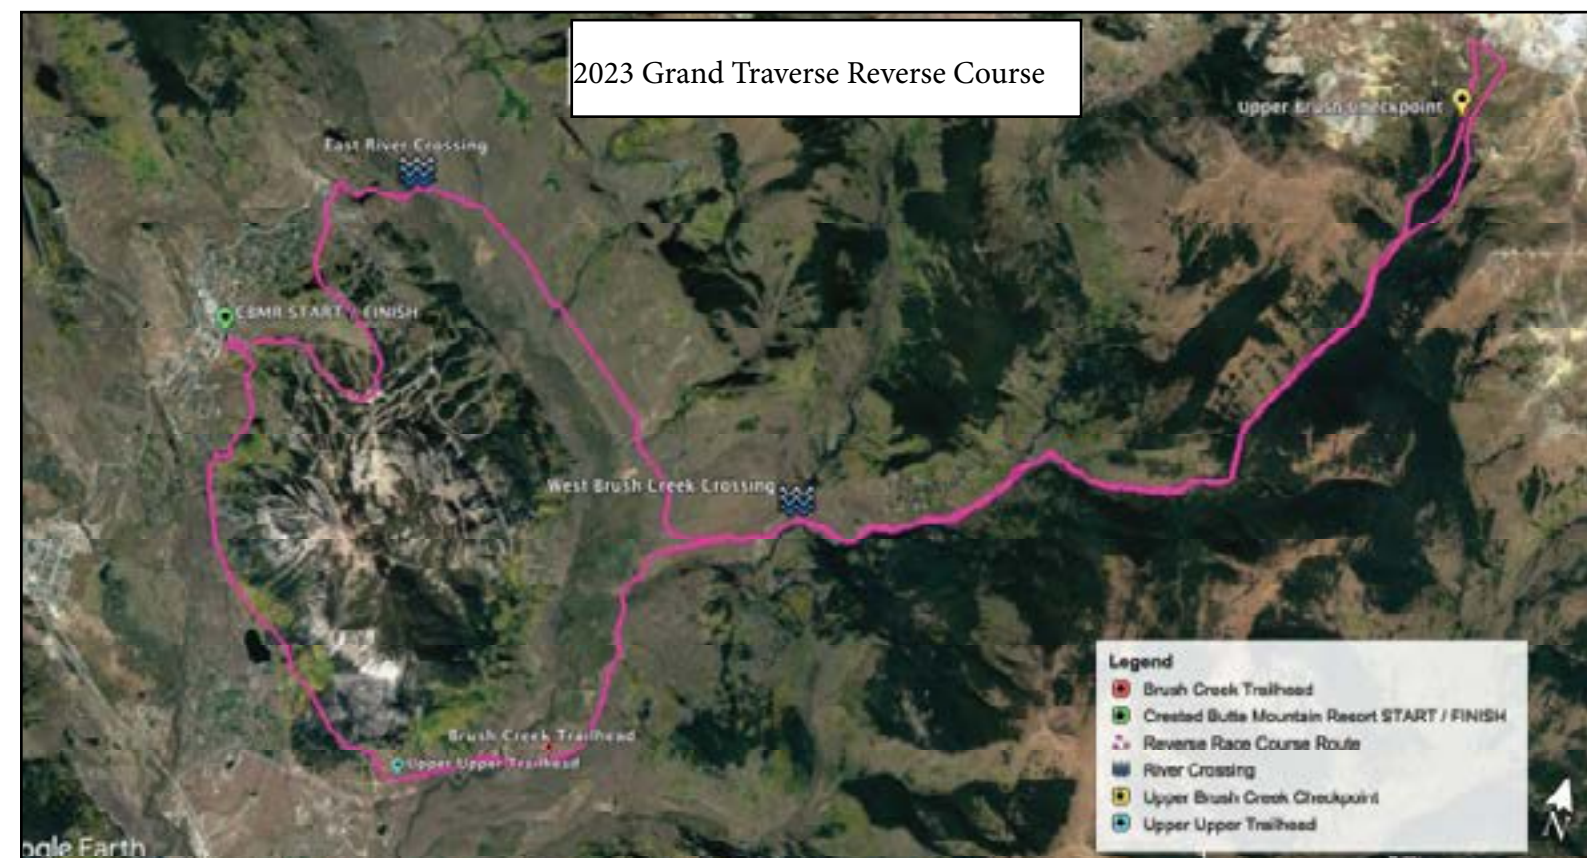 2023 Grand Traverse Reverse Course
Upper Brush Checkpoint
East River Crossing
CBMR START / FINISH
West Brush Creek Crossing
Brush Creek Trailhead
Upper Upper Trailhead
Legend
Brush Creek Trailhead
Crested Butte Mountain Resort START / FINISH
Reverse Race Course Route
River Crossing
Upper Brush Creek Checkpoint
Upper Upper Trailhead
N
ogle Earth